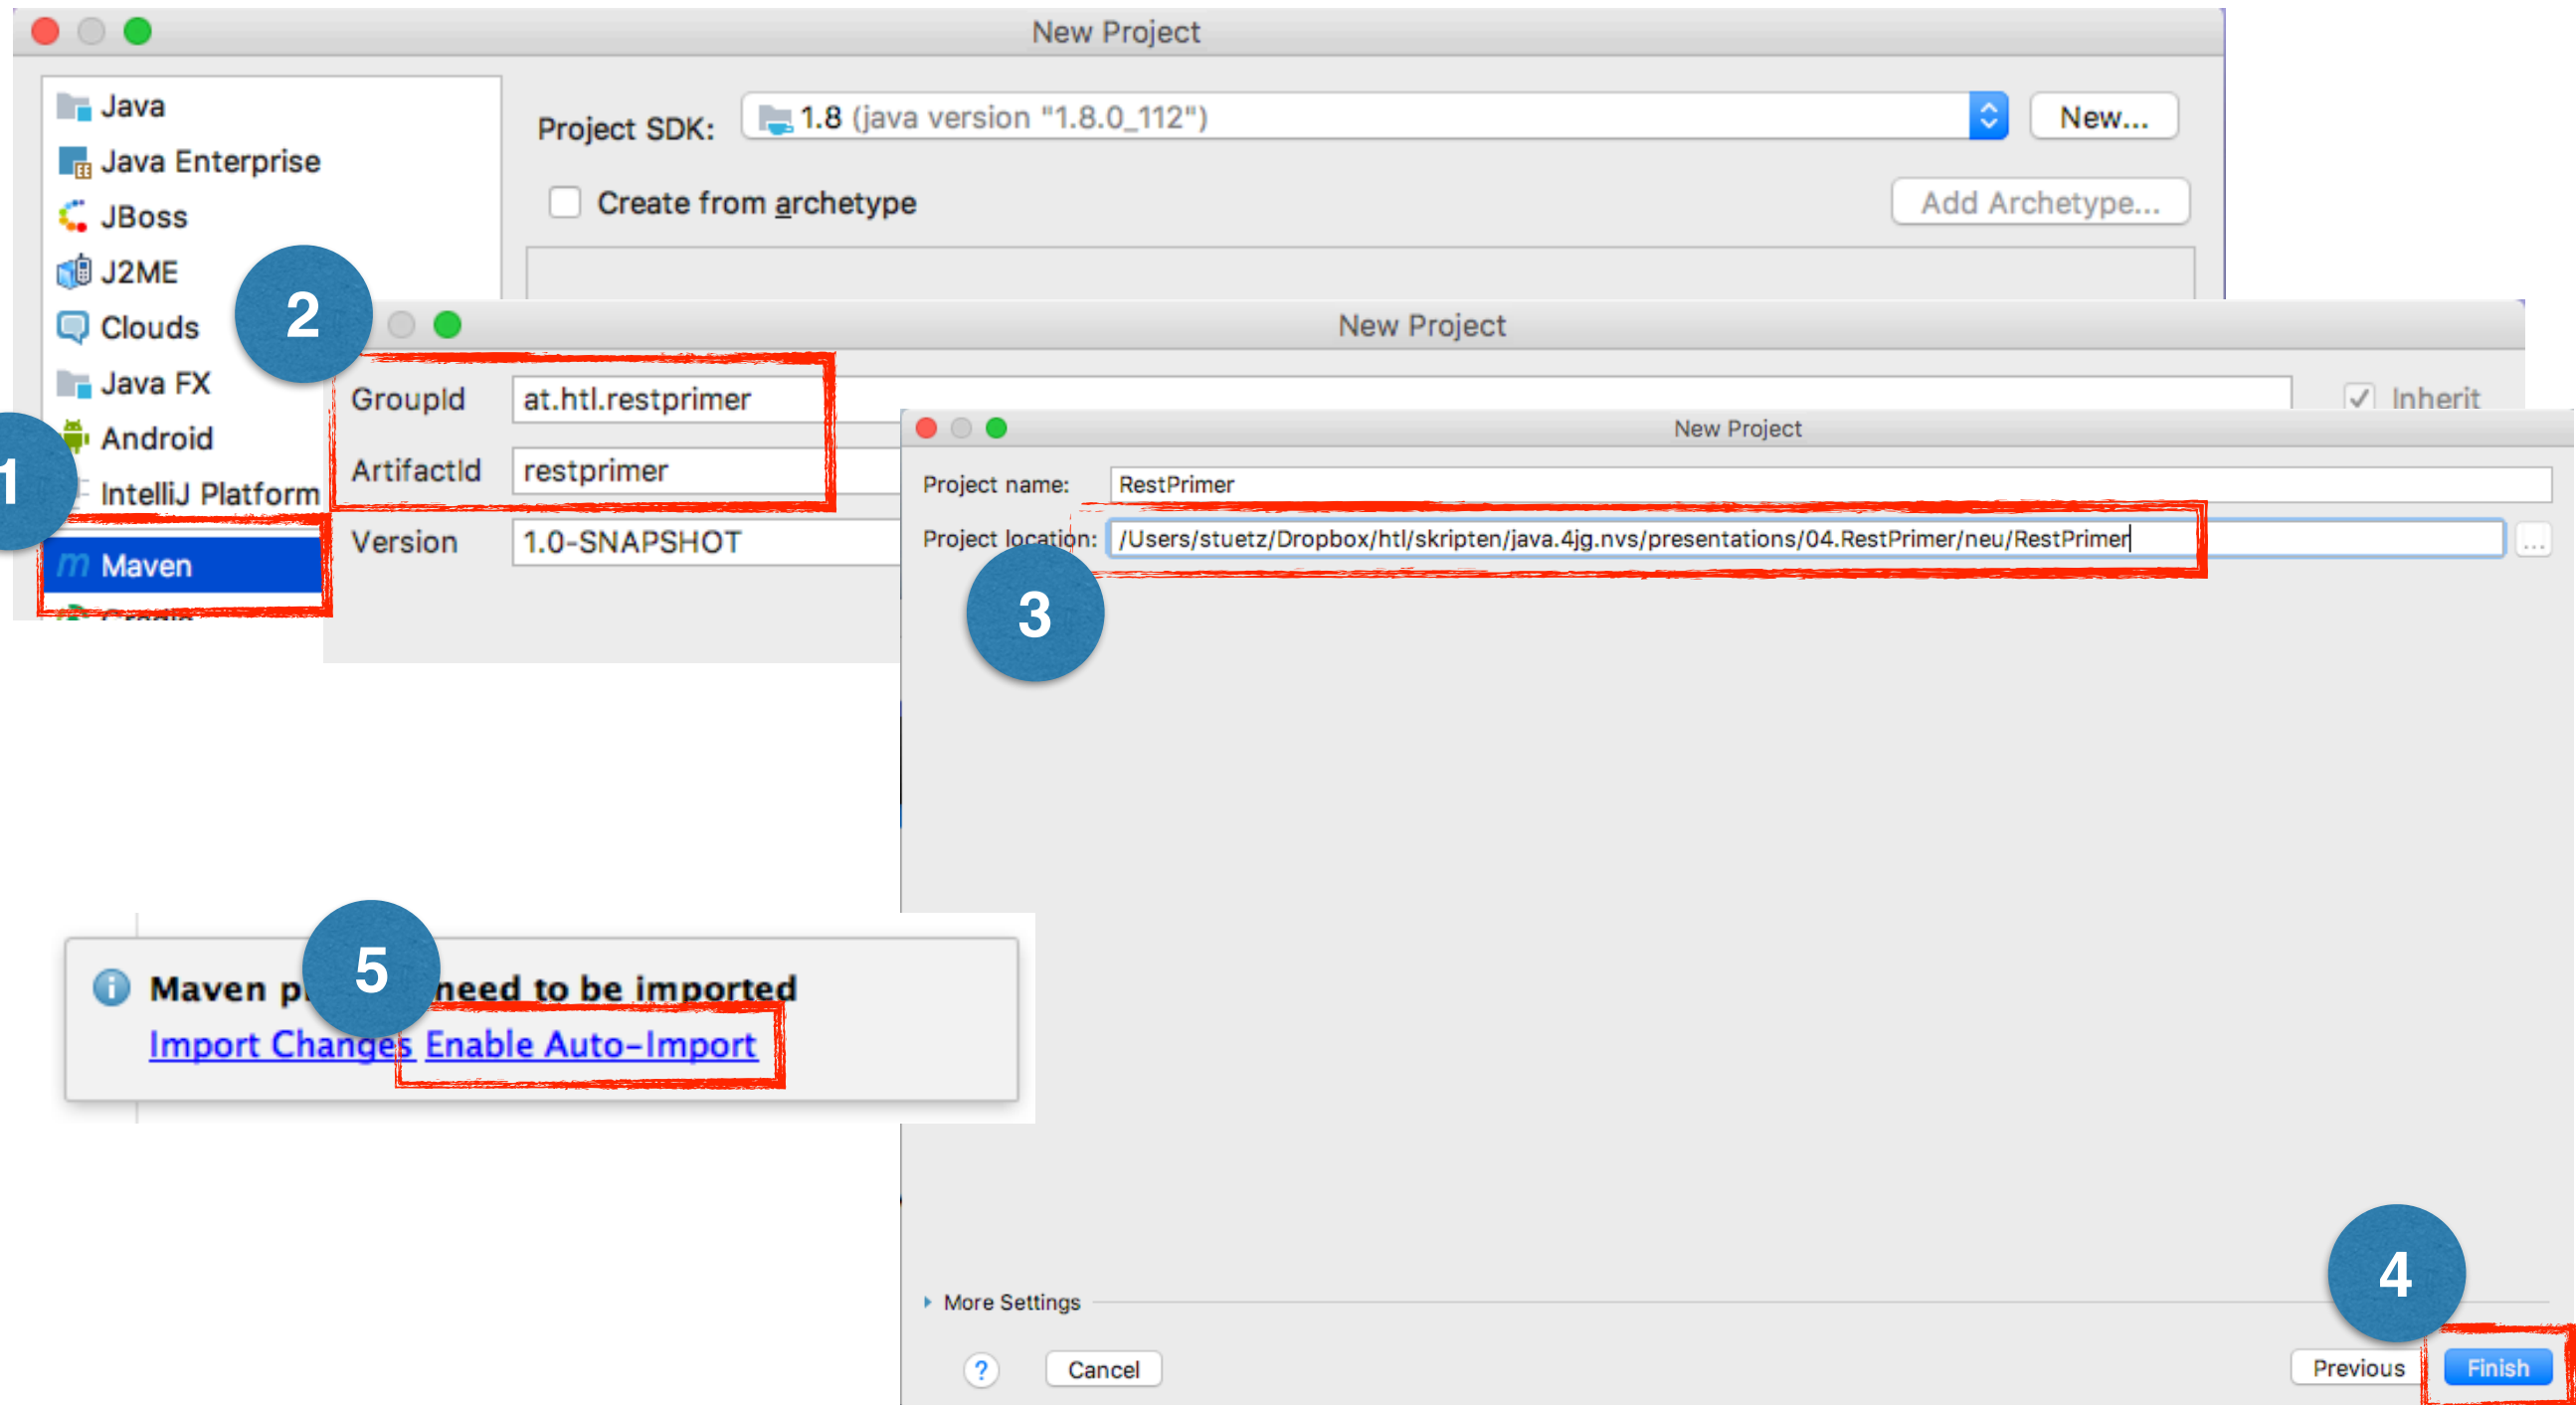 New Project
Java
Java Enterprise
JBoss
J2ME
Clouds
Java FX
Android
IntelliJ Platform
Maven
Project SDK: 1.8 (java version "1.8.0_112") New...
Create from archetype Add Archetype...
1
2
New Project
GroupId at.htl.restprimer Inherit
ArtifactId restprimer
Version 1.0-SNAPSHOT
New Project
Project name: RestPrimer
Project location: /Users/stuetz/Dropbox/htl/skripten/java.4jg.nvs/presentations/04.RestPrimer/neu/RestPrimer ...
3
5
Maven need to be imported
Import Changes Enable Auto-Import
More Settings
4
? Cancel Previous Finish